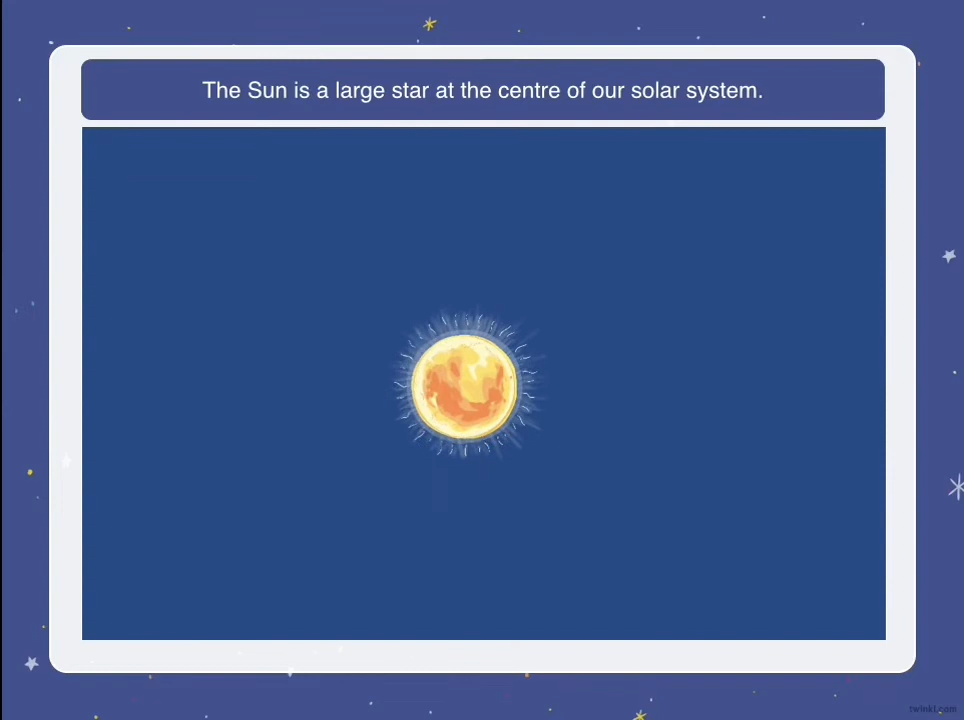 The Sun is a large star at the centre of our solar system.
twinkl.com